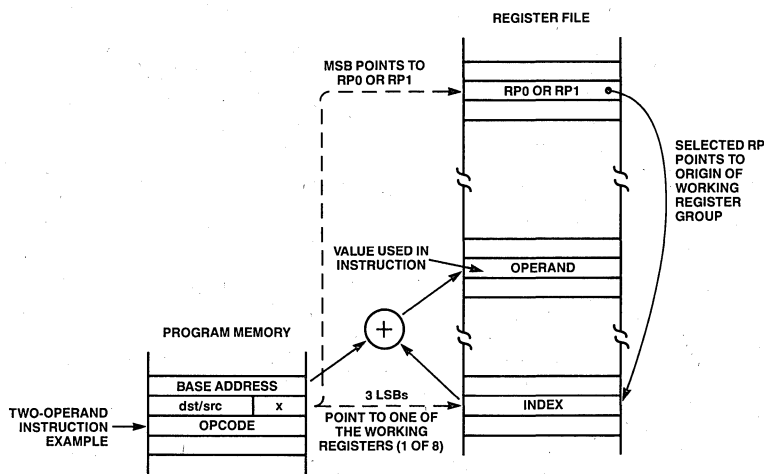 REGISTER FILE
MSB POINTS TO
RP0 OR RP1
RP0 OR RP1
SELECTED RP
POINTS TO
ORIGIN OF
WORKING
REGISTER
GROUP
VALUE USED IN
INSTRUCTION
OPERAND
+
PROGRAM MEMORY
BASE ADDRESS
dst/src
x
OPCODE
TWO-OPERAND
INSTRUCTION
EXAMPLE
3 LSBs
POINT TO ONE OF
THE WORKING
REGISTERS (1 OF 8)
INDEX